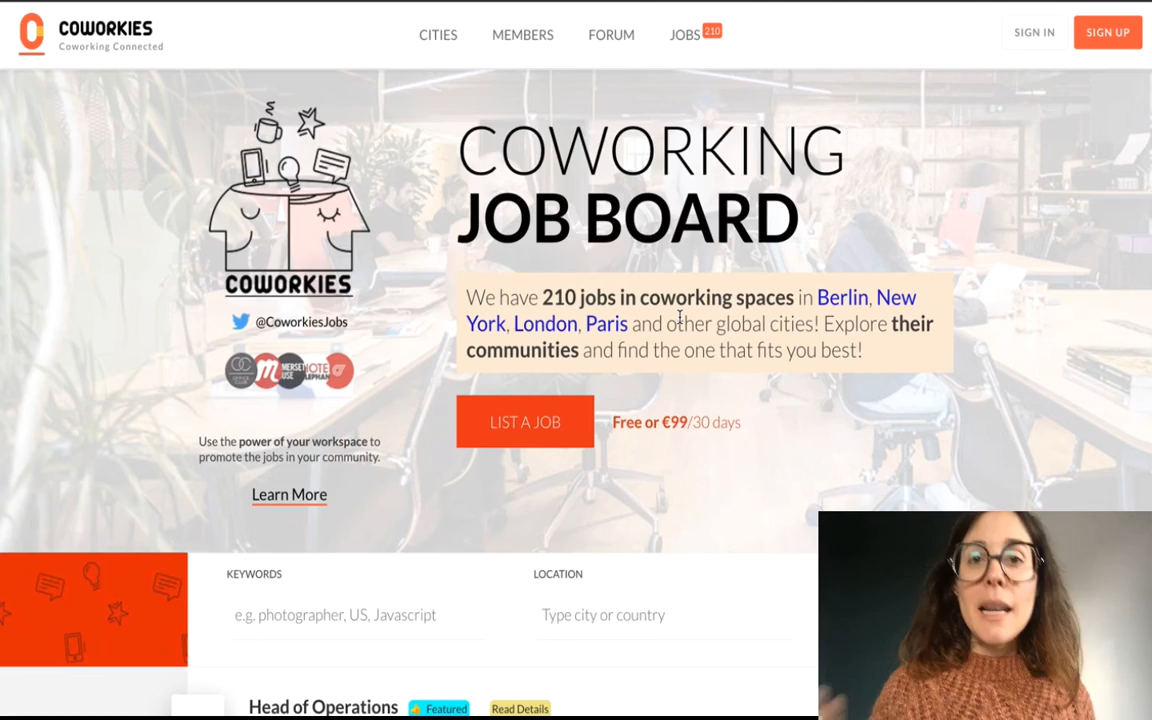 COWORKIES
Coworking Connected
CITIES
MEMBERS
FORUM
JOBS 210
SIGN IN
SIGN UP
COWORKIES
@CoworkiesJobs
Use the power of your workspace to
promote the jobs in your community.
Learn More
COWORKING
JOB BOARD
We have 210 jobs in coworking spaces in Berlin, New
York, London, Paris and other global cities! Explore their
communities and find the one that fits you best!
LIST A JOB
Free or €99/30 days
KEYWORDS
e.g. photographer, US, Javascript
LOCATION
Type city or country
Head of Operations
Featured
Read Details